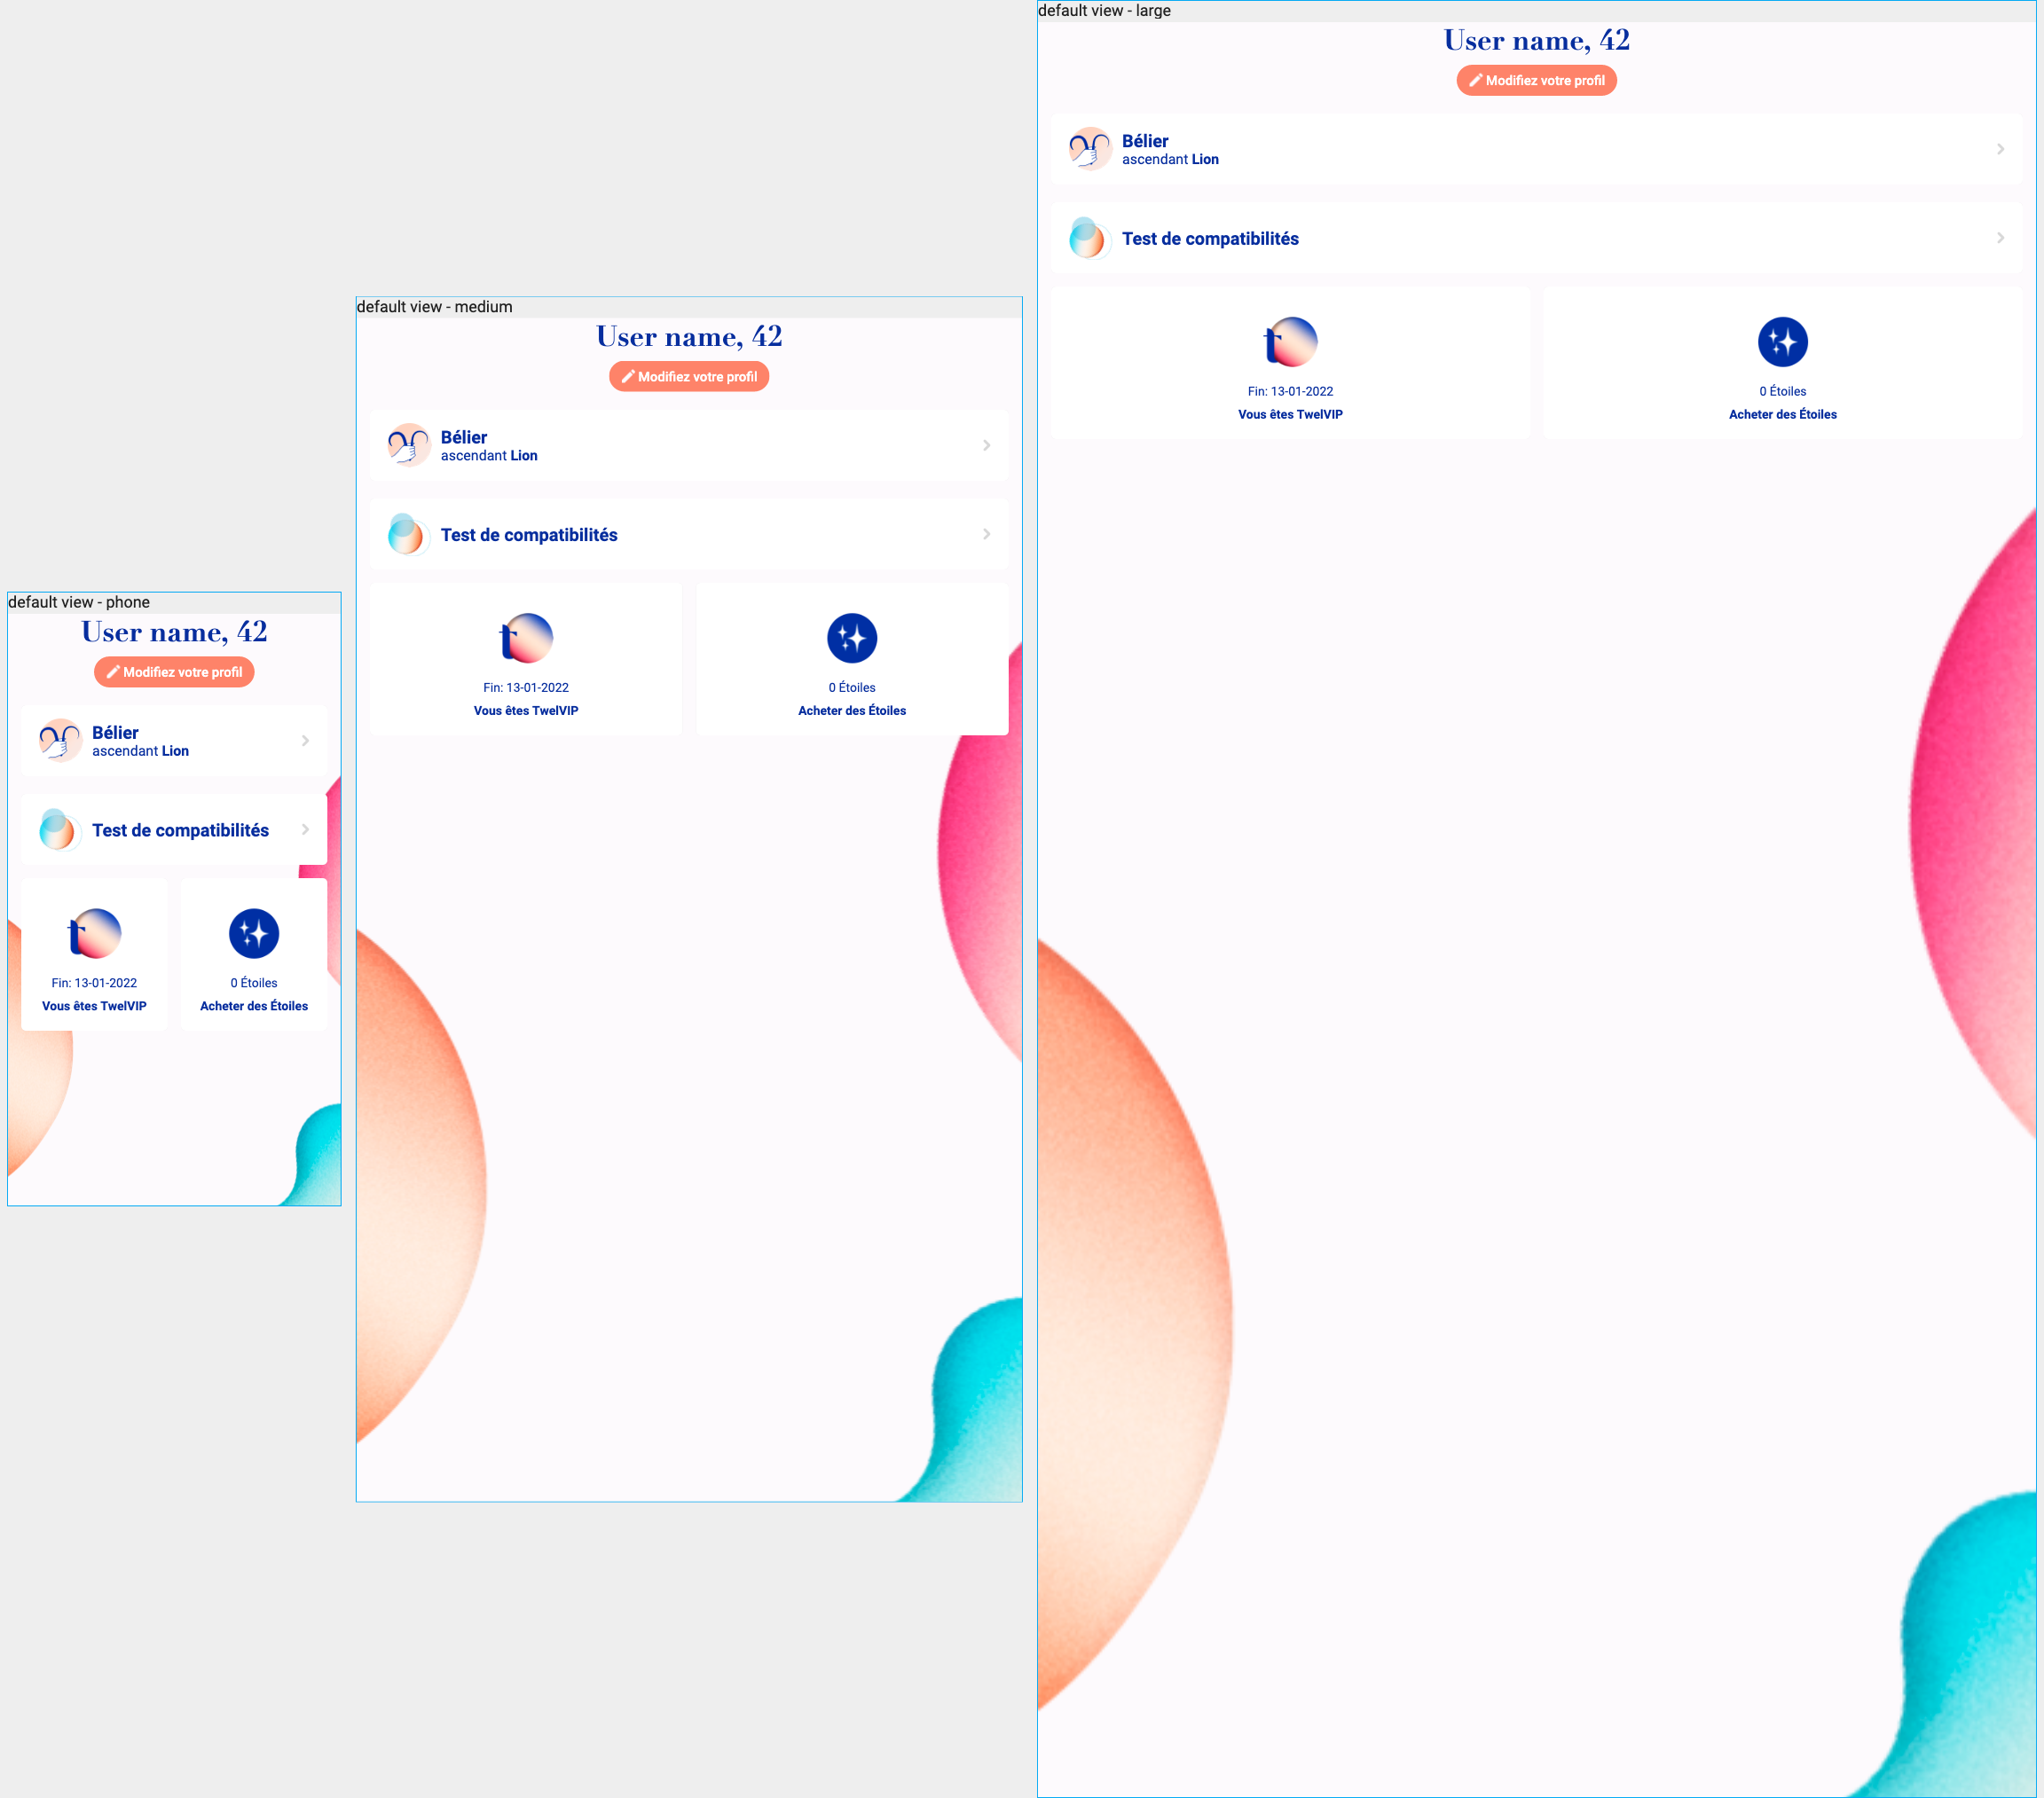 default view - phone
User name, 42
Modifiez votre profil
Bélier
ascendant Lion
Test de compatibilités
Fin: 13-01-2022
Vous êtes TwelVIP
0 Étoiles
Acheter des Étoiles
default view - medium
User name, 42
Modifiez votre profil
Bélier
ascendant Lion
Test de compatibilités
t
Fin: 13-01-2022
Vous êtes TwelVIP
0 Étoiles
Acheter des Étoiles
default view - large
User name, 42
Modifiez votre profil
Bélier
ascendant Lion
Test de compatibilités
t
Fin: 13-01-2022
Vous êtes TwelVIP
0 Étoiles
Acheter des Étoiles